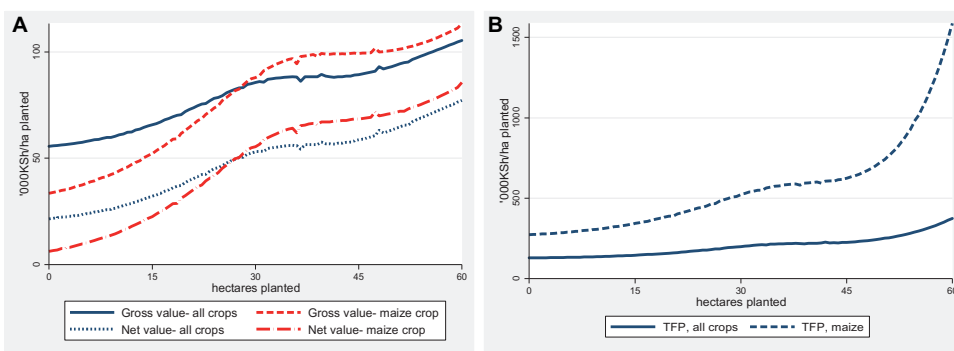 A
'000KSh/ha planted
100
50
0
0 15 30 45 60
hectares planted
Gross value- all crops Gross value- maize crop
Net value- all crops Net value- maize crop
B
'000KSh/ha planted
1500
1000
500
0
0 15 30 45 60
hectares planted
TFP, all crops TFP, maize